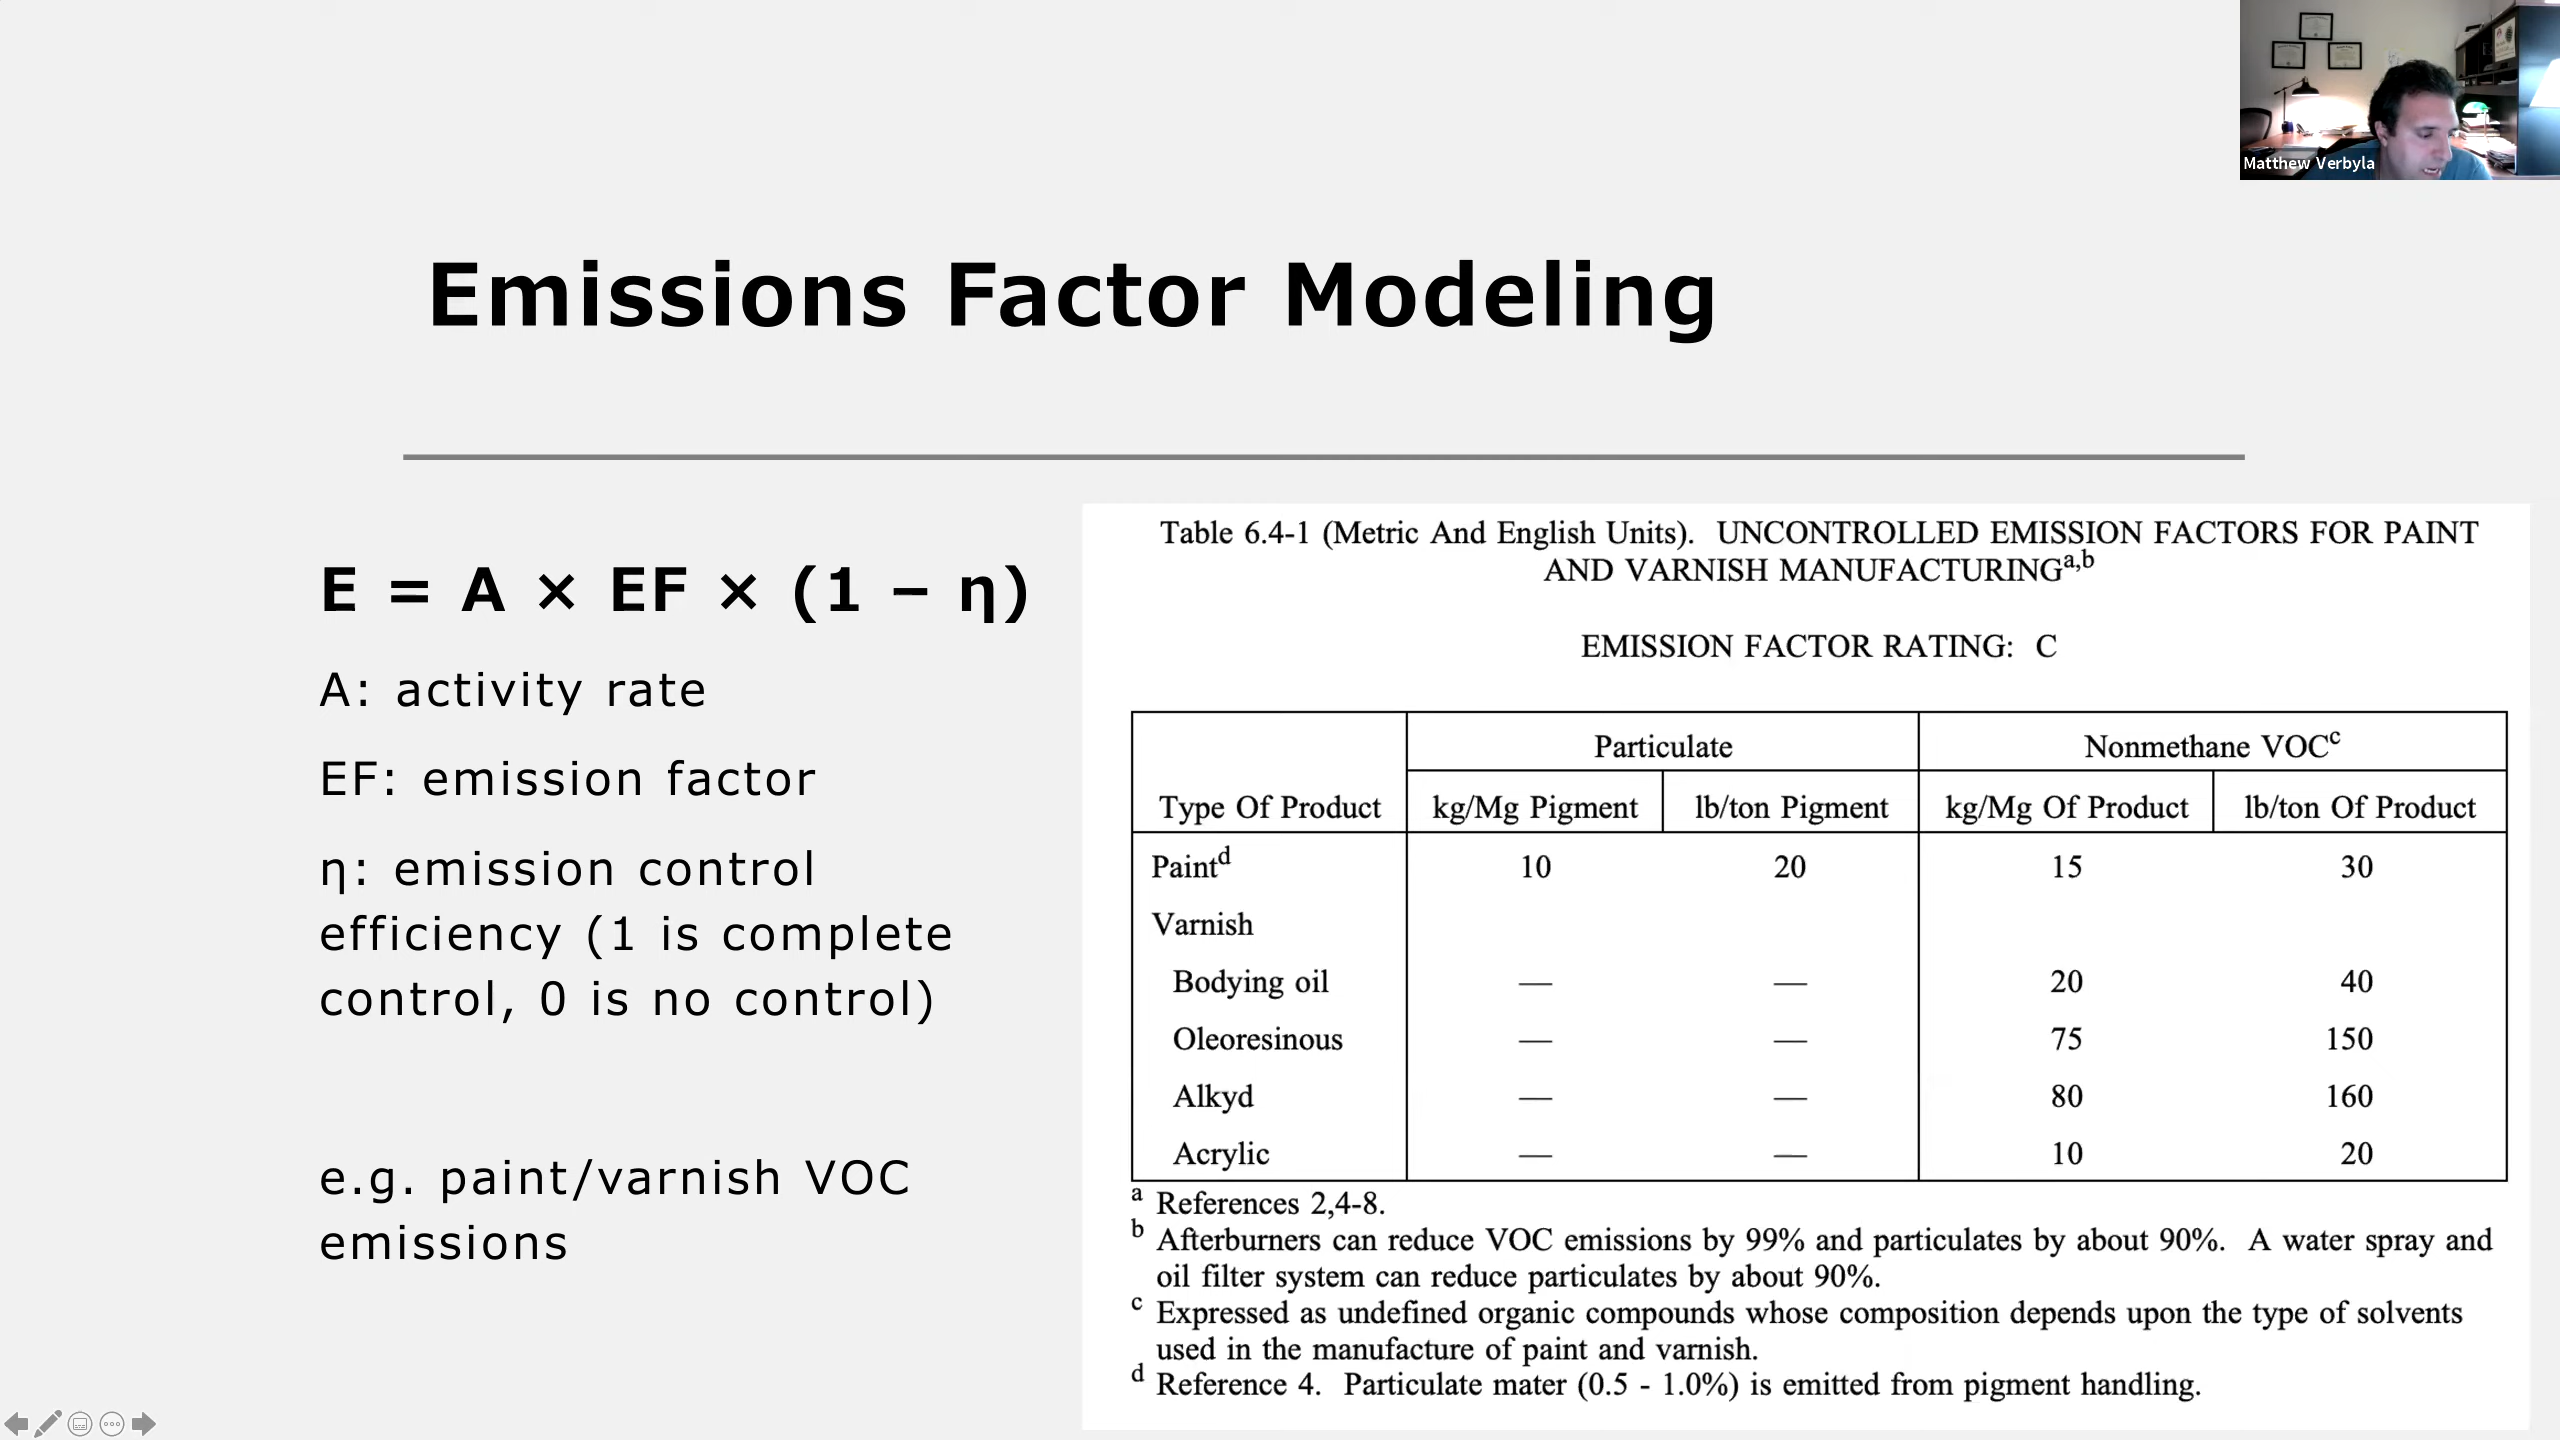 Matthew Verbyla
Emissions Factor Modeling
E = A × EF × (1 – η)
A: activity rate
EF: emission factor
η: emission control
efficiency (1 is complete
control, 0 is no control)
e.g. paint/varnish VOC
emissions
Table 6.4-1 (Metric And English Units). UNCONTROLLED EMISSION FACTORS FOR PAINT
AND VARNISH MANUFACTURINGa,b
EMISSION FACTOR RATING: C
Particulate Nonmethane VOCc
Type Of Product kg/Mg Pigment lb/ton Pigment kg/Mg Of Product lb/ton Of Product
Paintd 10 20 15 30
Varnish
Bodying oil — — 20 40
Oleoresinous — — 75 150
Alkyd — — 80 160
Acrylic — — 10 20
a References 2,4-8.
b Afterburners can reduce VOC emissions by 99% and particulates by about 90%. A water spray and
oil filter system can reduce particulates by about 90%.
c Expressed as undefined organic compounds whose composition depends upon the type of solvents
used in the manufacture of paint and varnish.
d Reference 4. Particulate mater (0.5 - 1.0%) is emitted from pigment handling.